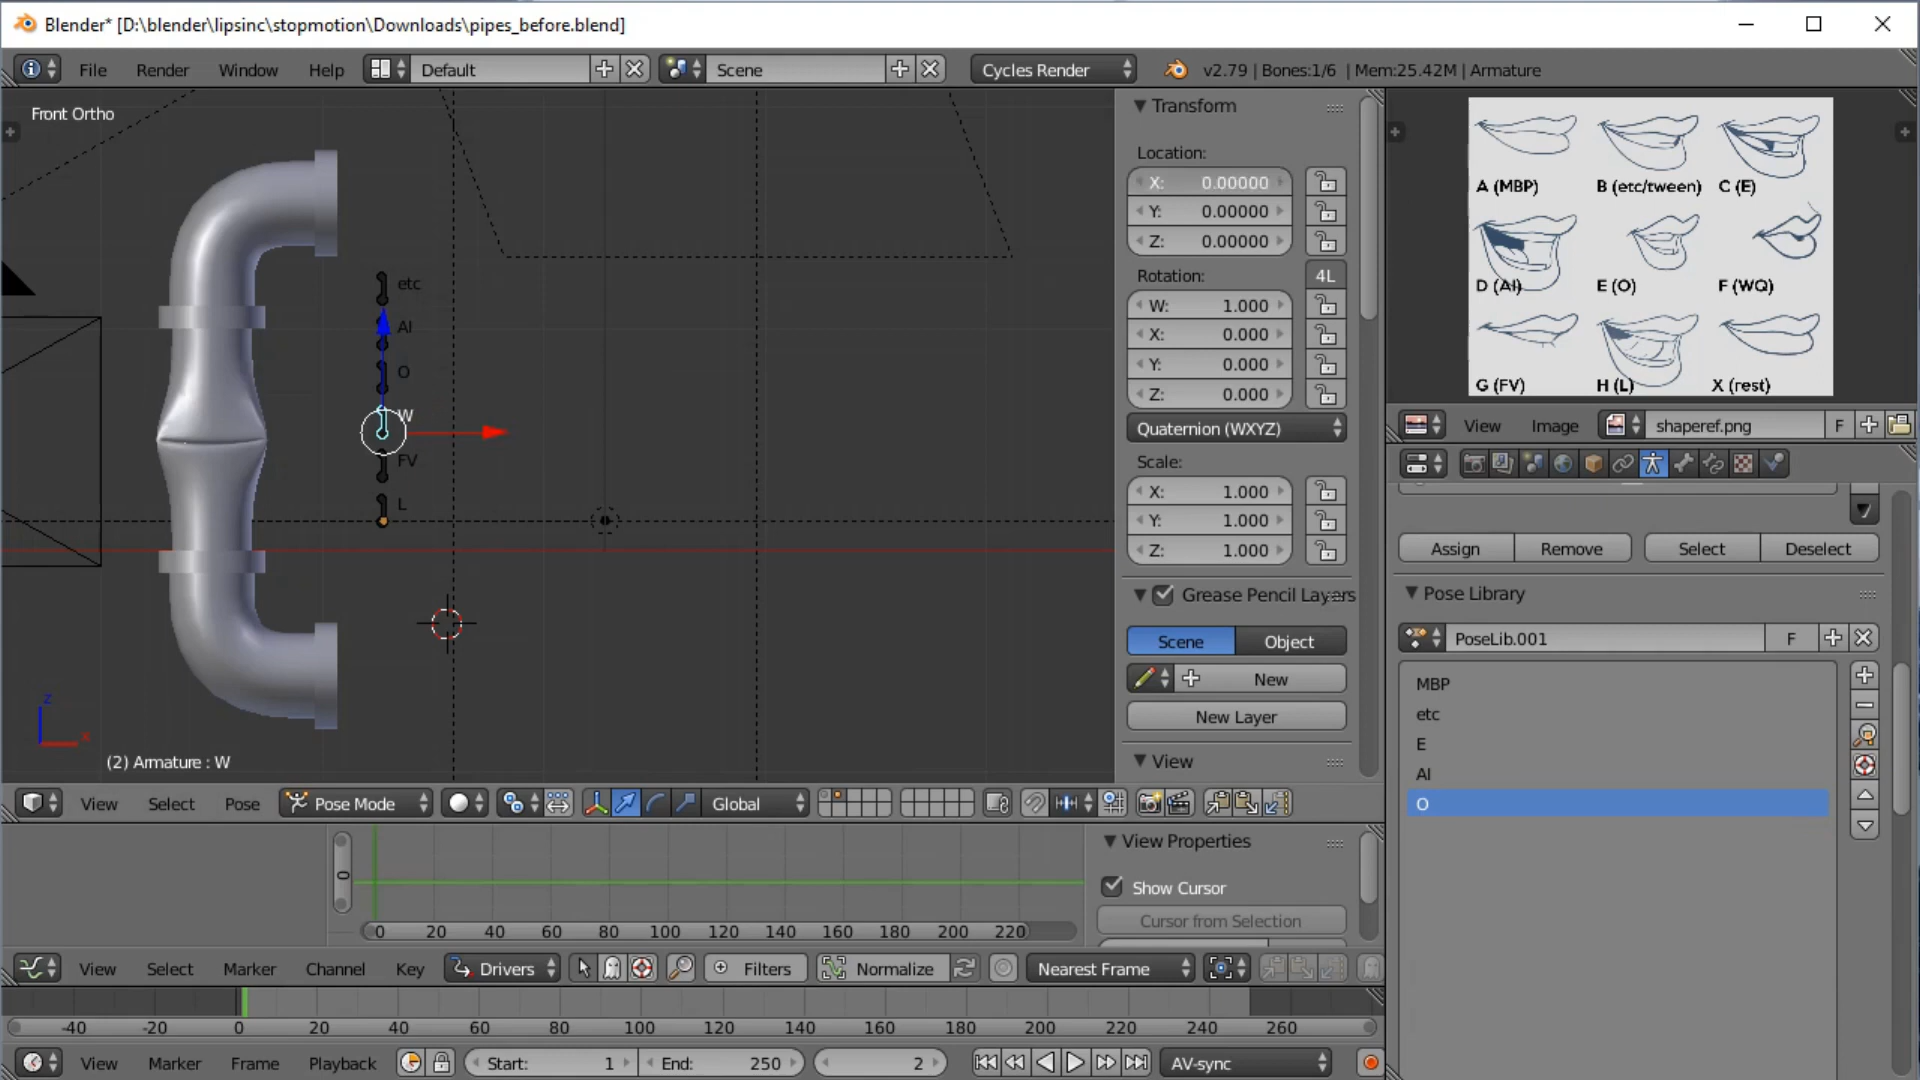 Blender* [D:\blender\lipsinc\stopmotion\Downloads\pipes_before.blend]
File Render Window Help Default Scene Cycles Render v2.79 | Bones:1/6 | Mem:25.42M | Armature
Front Ortho
etc
AI
O
W
FV
L
z
x
(2) Armature : W
Transform
Location:
X: 0.00000
Y: 0.00000
Z: 0.00000
Rotation: 4L
W: 1.000
X: 0.000
Y: 0.000
Z: 0.000
Quaternion (WXYZ)
Scale:
X: 1.000
Y: 1.000
Z: 1.000
Grease Pencil Layers
Scene Object
New
New Layer
View
A (MBP) B (etc/tween) C (E)
D (AI) E (O) F (WQ)
G (FV) H (L) X (rest)
View Image shaperef.png F
Assign Remove Select Deselect
Pose Library
PoseLib.001 F
MBP
etc
E
AI
O
View Select Pose Pose Mode Global
0
0 20 40 60 80 100 120 140 160 180 200 220
View Properties
Show Cursor
Cursor from Selection
View Select Marker Channel Key Drivers Filters Normalize Nearest Frame
-40 -20 0 20 40 60 80 100 120 140 160 180 200 220 240 260
View Marker Frame Playback Start: 1 End: 250 2 AV-sync